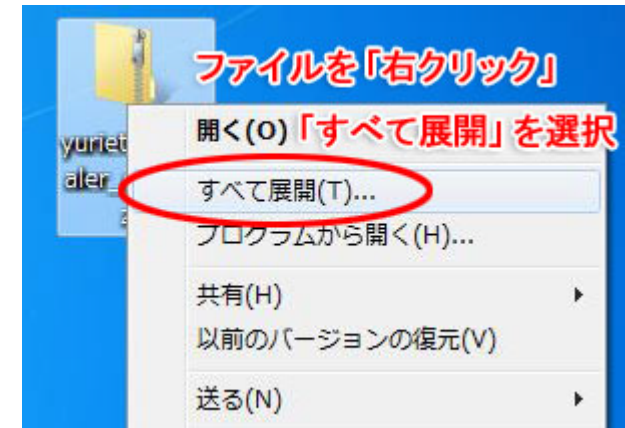 ファイルを「右クリック」
開く(O)「すべて展開」を選択
yuriet
aler
すべて展開(T)...
プログラムから開く(H)...
共有(H)
以前のバージョンの復元(V)
送る(N)